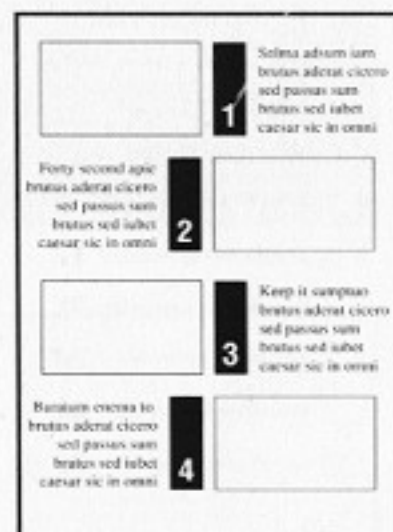 1
Selma adsum iam
brutus aderat cicero
sed passus sum
brutus sed iubet
caesar sic in omni
Forty second apie
brutus aderat cicero
sed passus sum
brutus sed iubet
caesar sic in omni
2
3
Keep it sumptuo
brutus aderat cicero
sed passus sum
brutus sed iubet
caesar sic in omni
Baraium enema to
brutus aderat cicero
sed passus sum
brutus sed iubet
caesar sic in omni
4